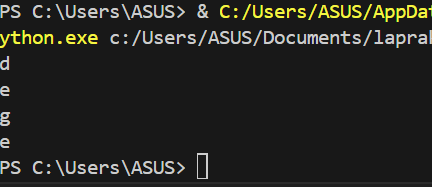 PS C:\Users\ASUS> & C:/Users/ASUS/AppDat
ython.exe c:/Users/ASUS/Documents/laprak
d
e
g
e
PS C:\Users\ASUS>